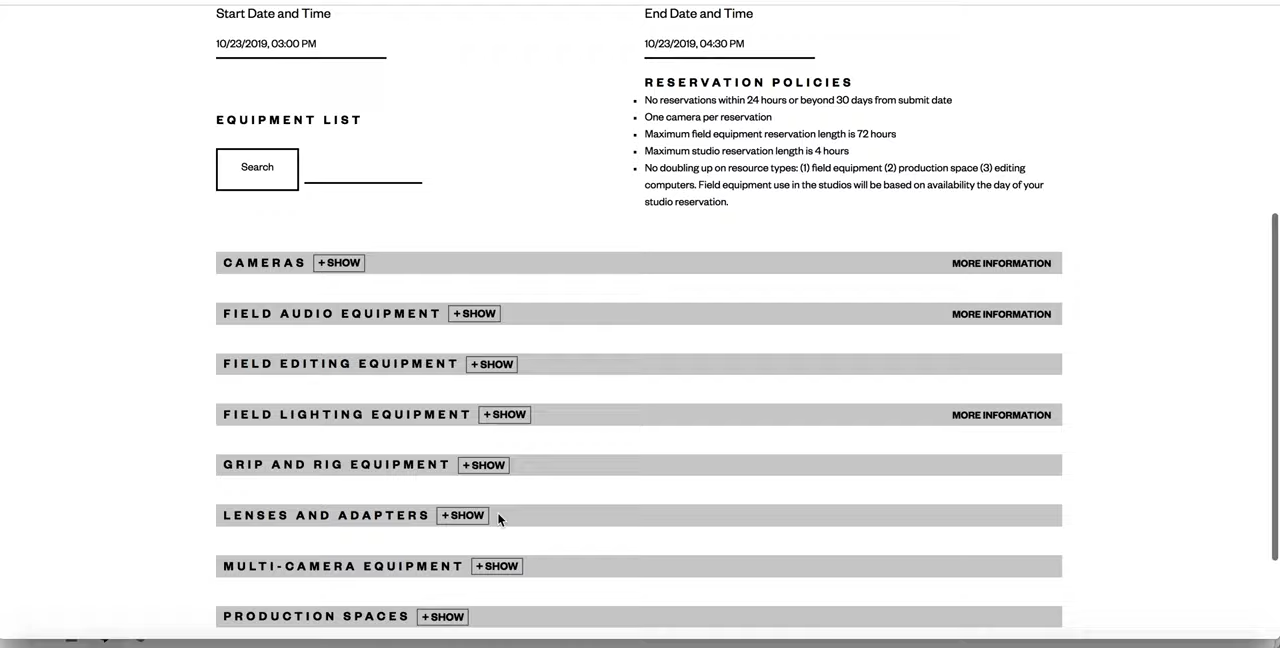 Start Date and Time
10/23/2019, 03:00 PM
End Date and Time
10/23/2019, 04:30 PM
RESERVATION POLICIES
• No reservations within 24 hours or beyond 30 days from submit date
• One camera per reservation
• Maximum field equipment reservation length is 72 hours
• Maximum studio reservation length is 4 hours
• No doubling up on resource types: (1) field equipment (2) production space (3) editing
computers. Field equipment use in the studios will be based on availability the day of your
studio reservation.
EQUIPMENT LIST
Search
CAMERAS + SHOW MORE INFORMATION
FIELD AUDIO EQUIPMENT + SHOW MORE INFORMATION
FIELD EDITING EQUIPMENT + SHOW
FIELD LIGHTING EQUIPMENT + SHOW MORE INFORMATION
GRIP AND RIG EQUIPMENT + SHOW
LENSES AND ADAPTERS + SHOW
MULTI-CAMERA EQUIPMENT + SHOW
PRODUCTION SPACES + SHOW